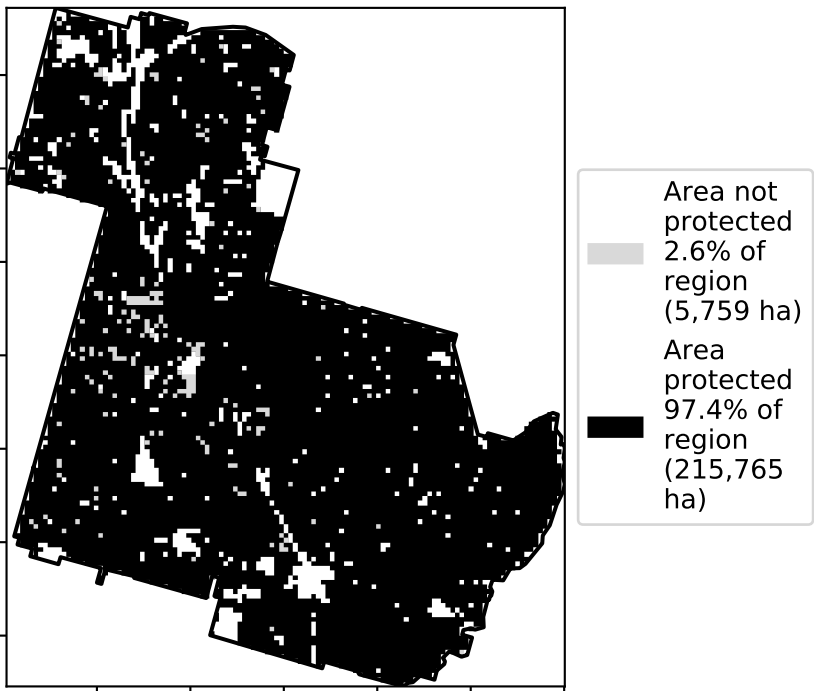 Area not
protected
2.6% of
region
(5,759 ha)
Area
protected
97.4% of
region
(215,765
ha)